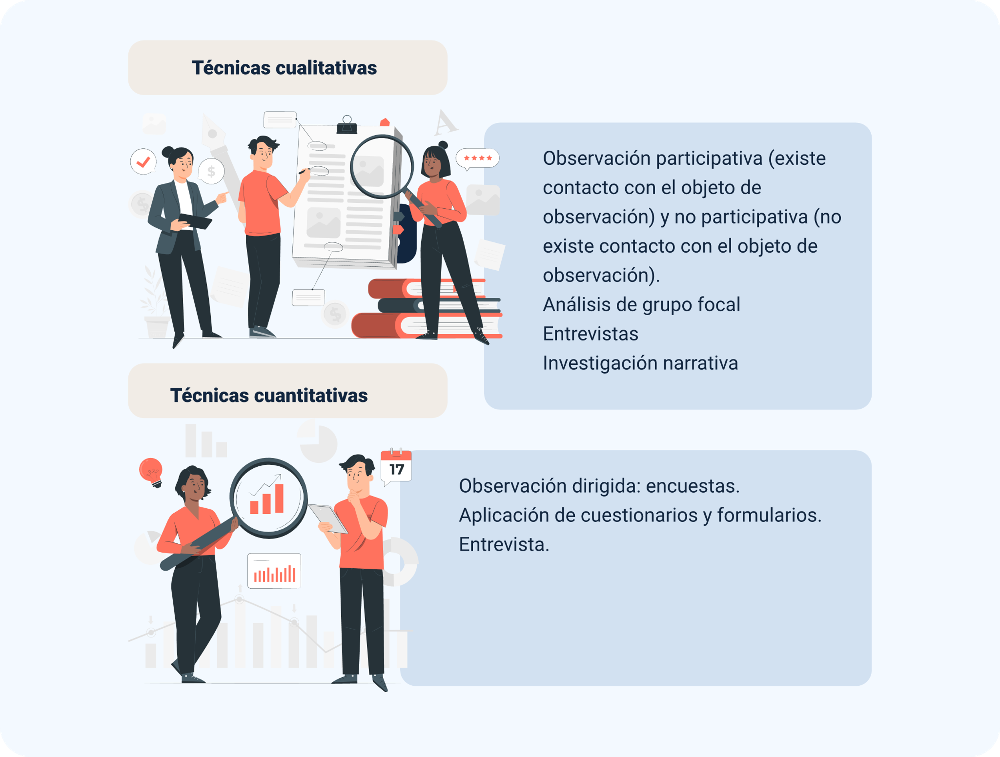 Técnicas cualitativas
A
$
$
Observación participativa (existe
contacto con el objeto de
observación) y no participativa (no
existe contacto con el objeto de
observación).
Análisis de grupo focal
Entrevistas
Investigación narrativa
$
Técnicas cuantitativas
17
Observación dirigida: encuestas.
Aplicación de cuestionarios y formularios.
Entrevista.